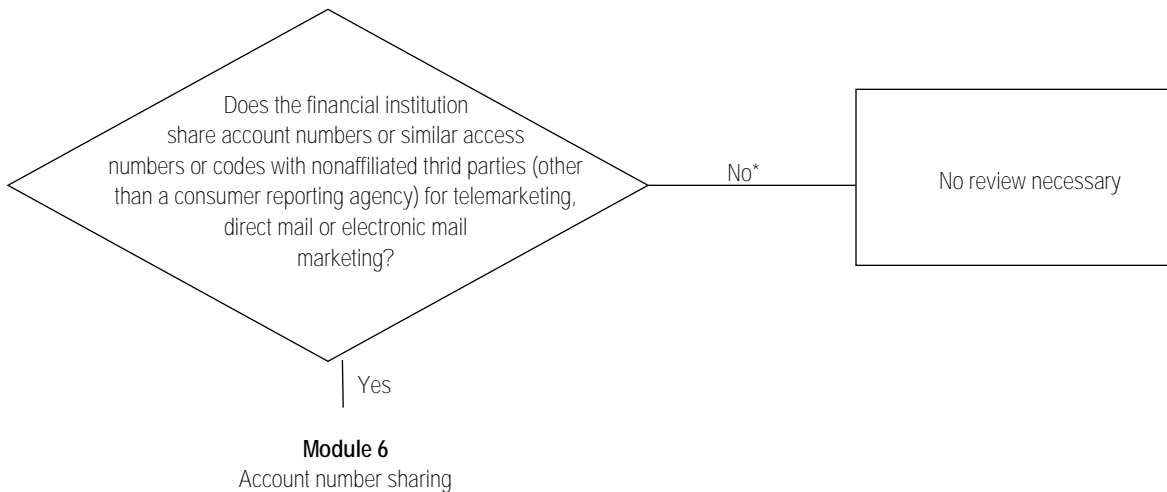 Does the financial institution
share account numbers or similar access
numbers or codes with nonaffiliated thrid parties (other
than a consumer reporting agency) for telemarketing,
direct mail or electronic mail
marketing?
No*
No review necessary
Yes
Module 6
Account number sharing